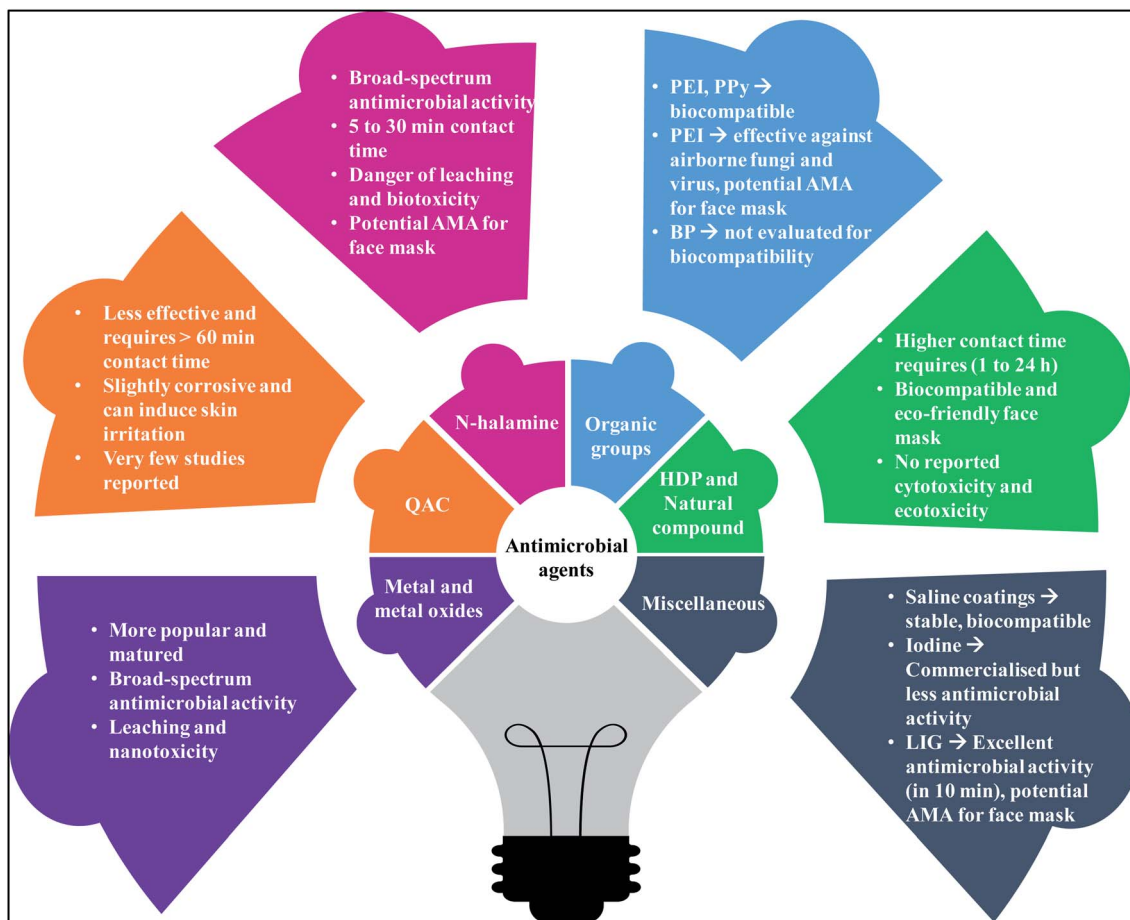 • Broad-spectrum
antimicrobial activity
• 5 to 30 min contact
time
• Danger of leaching
and biotoxicity
• Potential AMA for
face mask
• PEI, PPy →
biocompatible
• PEI → effective against
airborne fungi and
virus, potential AMA
for face mask
• BP → not evaluated for
biocompatibility
• Less effective and
requires > 60 min
contact time
• Slightly corrosive and
can induce skin
irritation
• Very few studies
reported
• Higher contact time
requires (1 to 24 h)
• Biocompatible and
eco-friendly face
mask
• No reported
cytotoxicity and
ecotoxicity
N-halamine
Organic
groups
QAC
HDP and
Natural
compound
Antimicrobial
agents
Metal and
metal oxides
Miscellaneous
• More popular and
matured
• Broad-spectrum
antimicrobial activity
• Leaching and
nanotoxicity
• Saline coatings →
stable, biocompatible
• Iodine →
Commercialised but
less antimicrobial
activity
• LIG → Excellent
antimicrobial activity
(in 10 min), potential
AMA for face mask